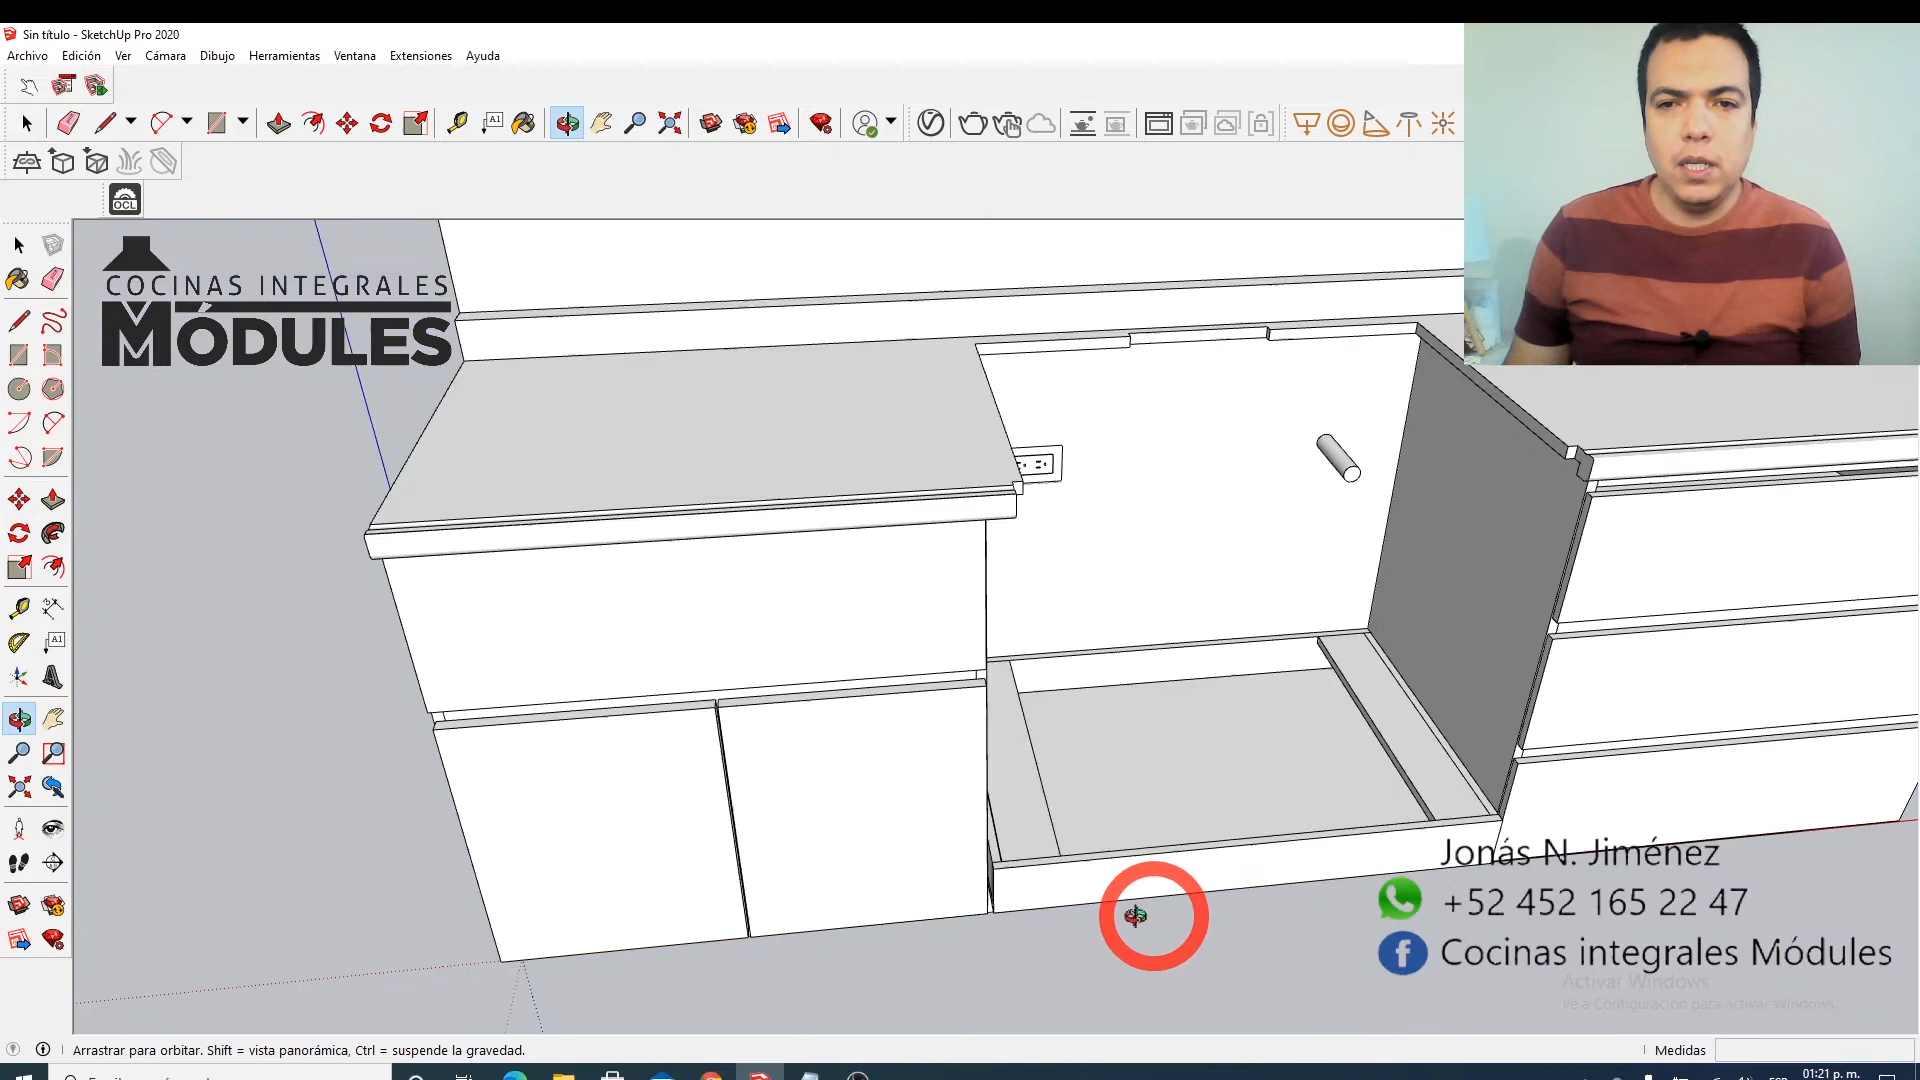 Sin título - SketchUp Pro 2020
Archivo Edición Ver Cámara Dibujo Herramientas Ventana Extensiones Ayuda
A1
OCL
COCINAS INTEGRALES
MÓDULES
A1
Jonás N. Jiménez
+52 452 165 22 47
Cocinas integrales Módules
Activar Windows
Ve a Configuración para activar Windows.
Arrastrar para orbitar. Shift = vista panorámica, Ctrl = suspende la gravedad.
Medidas
01:21 p. m.